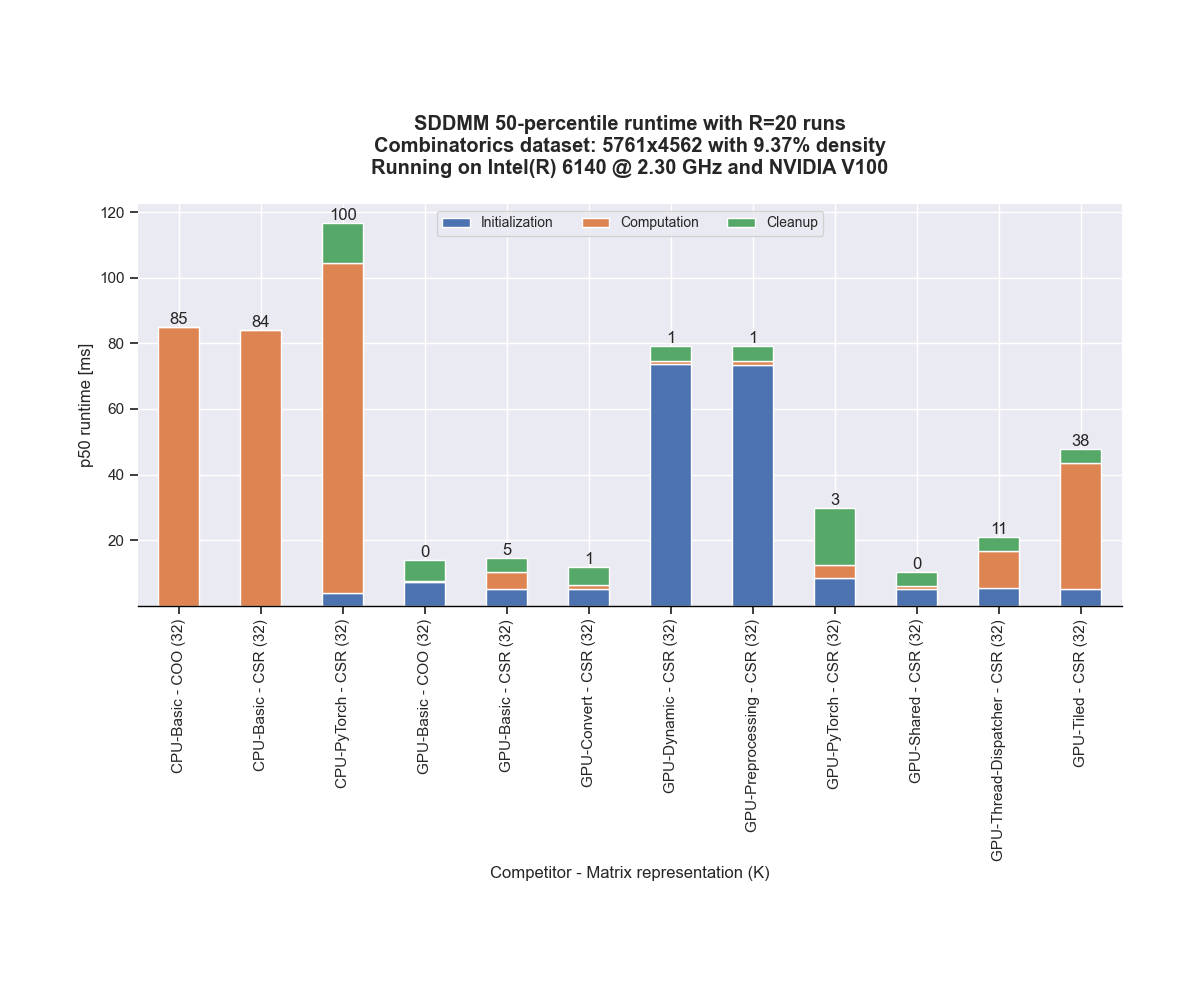 SDDMM 50-percentile runtime with R=20 runs
Combinatorics dataset: 5761x4562 with 9.37% density
Running on Intel(R) 6140 @ 2.30 GHz and NVIDIA V100
Initialization
Computation
Cleanup
p50 runtime [ms]
120
100
80
60
40
20
85
84
100
0
5
1
1
1
3
0
11
38
CPU-Basic - COO (32)
CPU-Basic - CSR (32)
CPU-PyTorch - CSR (32)
GPU-Basic - COO (32)
GPU-Basic - CSR (32)
GPU-Convert - CSR (32)
GPU-Dynamic - CSR (32)
GPU-Preprocessing - CSR (32)
GPU-PyTorch - CSR (32)
GPU-Shared - CSR (32)
GPU-Thread-Dispatcher - CSR (32)
GPU-Tiled - CSR (32)
Competitor - Matrix representation (K)